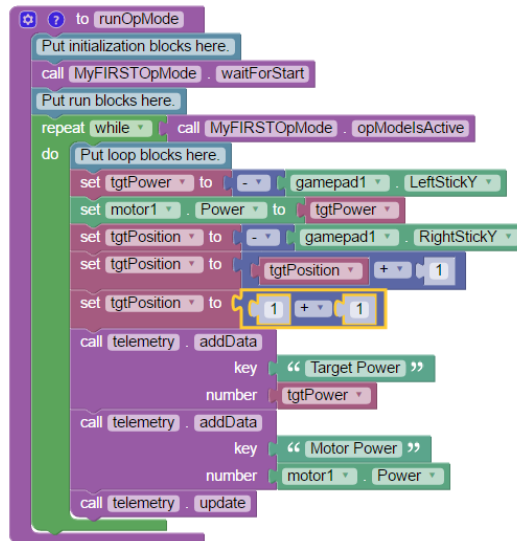 ? to runOpMode
Put initialization blocks here.
call MyFIRSTOpMode . waitForStart
Put run blocks here.
repeat while call MyFIRSTOpMode . opModeIsActive
do Put loop blocks here.
set tgtPower to - gamepad1 . LeftStickY
set motor1 . Power to tgtPower
set tgtPosition to - gamepad1 . RightStickY
set tgtPosition to tgtPosition + 1
set tgtPosition to 1 + 1
call telemetry . addData
key “ Target Power ”
number tgtPower
call telemetry . addData
key “ Motor Power ”
number motor1 . Power
call telemetry . update